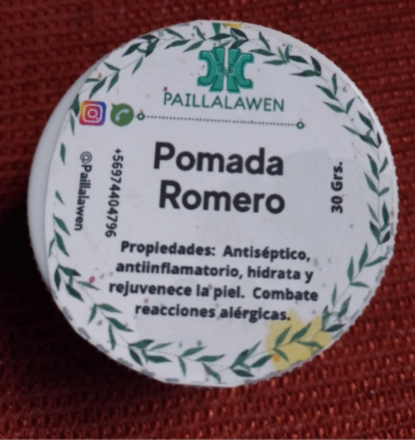 PAILLALAWEN
Pomada
Romero
30 Grs.
+56974404796
@Paillalawen
Propiedades: Antiséptico,
antiinflamatorio, hidrata y
rejuvenece la piel. Combate
reacciones alérgicas.